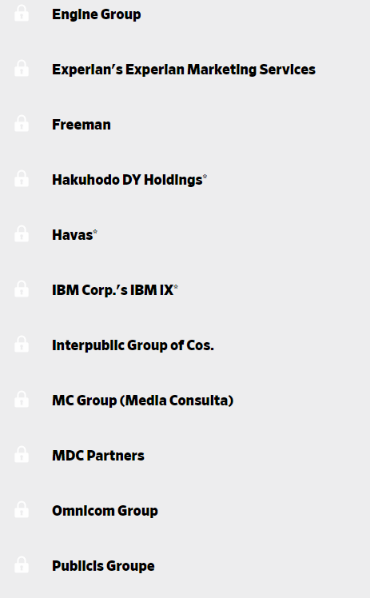 Engine Group
Experian's Experian Marketing Services
Freeman
Hakuhodo DY Holdings*
Havas*
IBM Corp.'s IBM iX*
Interpublic Group of Cos.
MC Group (Media Consulta)
MDC Partners
Omnicom Group
Publicis Groupe